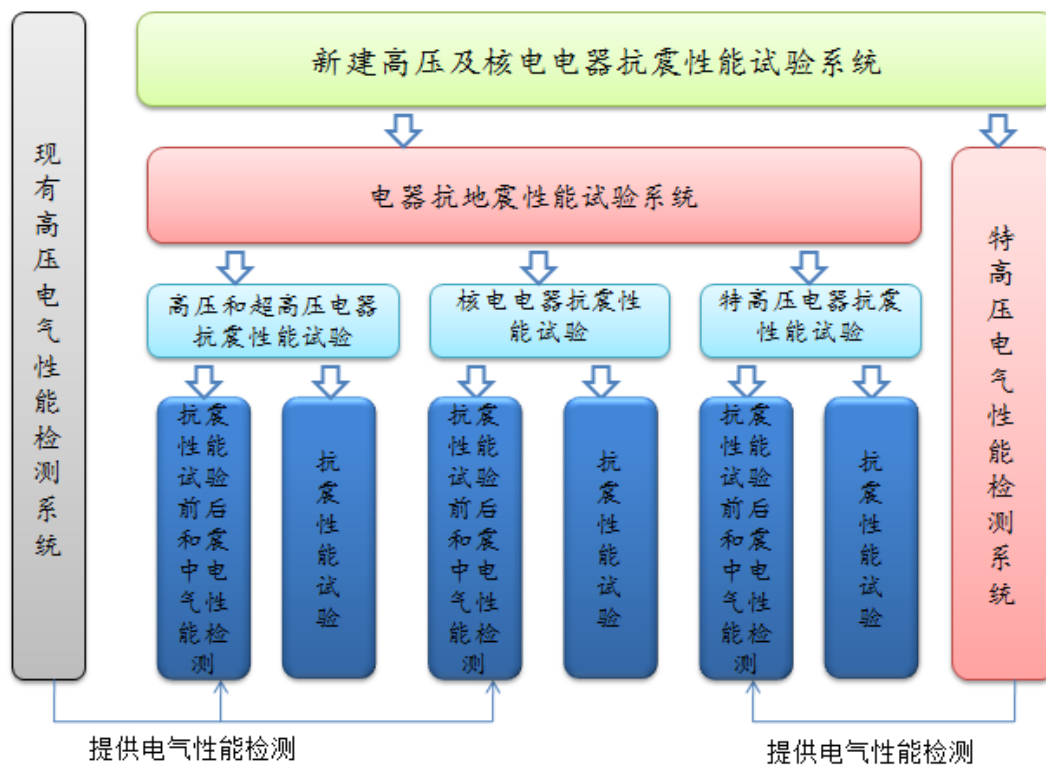 新建高压及核电电器抗震性能试验系统
现有高压电气性能检测系统
电器抗地震性能试验系统
特高压电气性能检测系统
高压和超高压电器
抗震性能试验
核电电器抗震性
能试验
特高压电器抗震
性能试验
抗震
性能
试验
前后
和震
中电
气性
能检
测
抗震性能试验
抗震
性能
试验
前后
和震
中电
气性
能检
测
抗震性能试验
抗震
性能
试验
前后
和震
中电
气性
能检
测
抗震性能试验
提供电气性能检测
提供电气性能检测